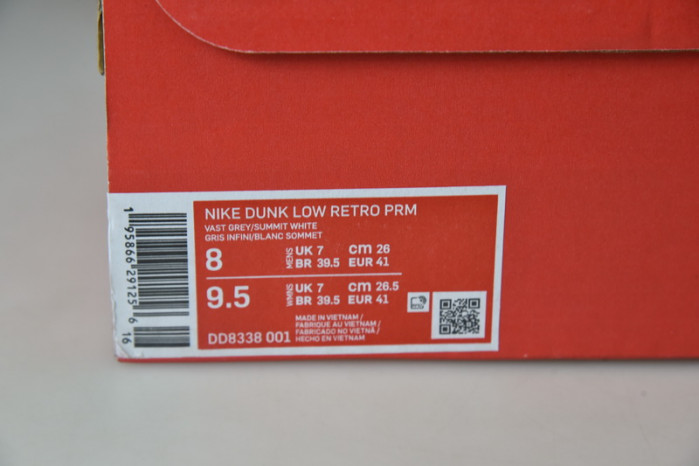 NIKE DUNK LOW RETRO PRM
VAST GREY/SUMMIT WHITE
GRIS INFINI/BLANC SOMMET
8 MENS UK 7 cm 26
BR 39.5 EUR 41
9.5 WMNS UK 7 cm 26.5
BR 39.5 EUR 41
DD8338 001
MADE IN VIETNAM/
FABRIQUE AU VIETNAM/
FABRICADO NO VIETNÃ/
HECHO EN VIETNAM
1 95866 29125 6 16